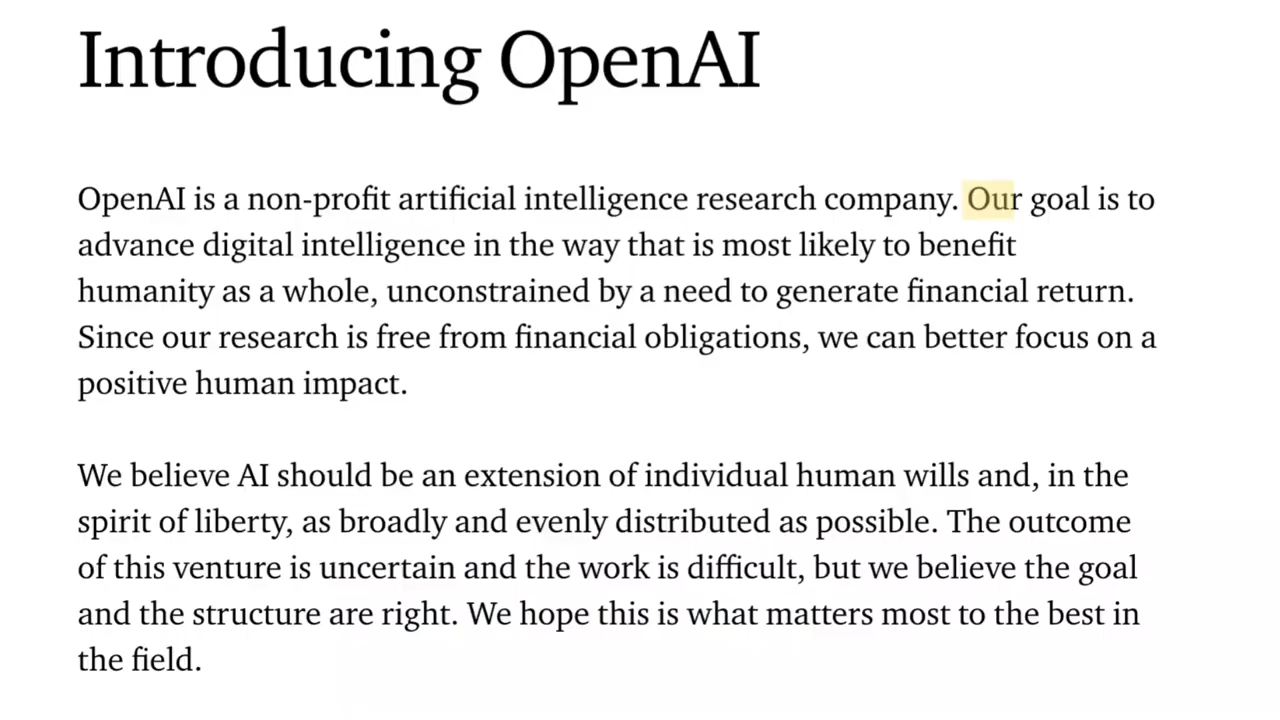 Introducing OpenAI
OpenAI is a non-profit artificial intelligence research company. Our goal is to
advance digital intelligence in the way that is most likely to benefit
humanity as a whole, unconstrained by a need to generate financial return.
Since our research is free from financial obligations, we can better focus on a
positive human impact.
We believe AI should be an extension of individual human wills and, in the
spirit of liberty, as broadly and evenly distributed as possible. The outcome
of this venture is uncertain and the work is difficult, but we believe the goal
and the structure are right. We hope this is what matters most to the best in
the field.